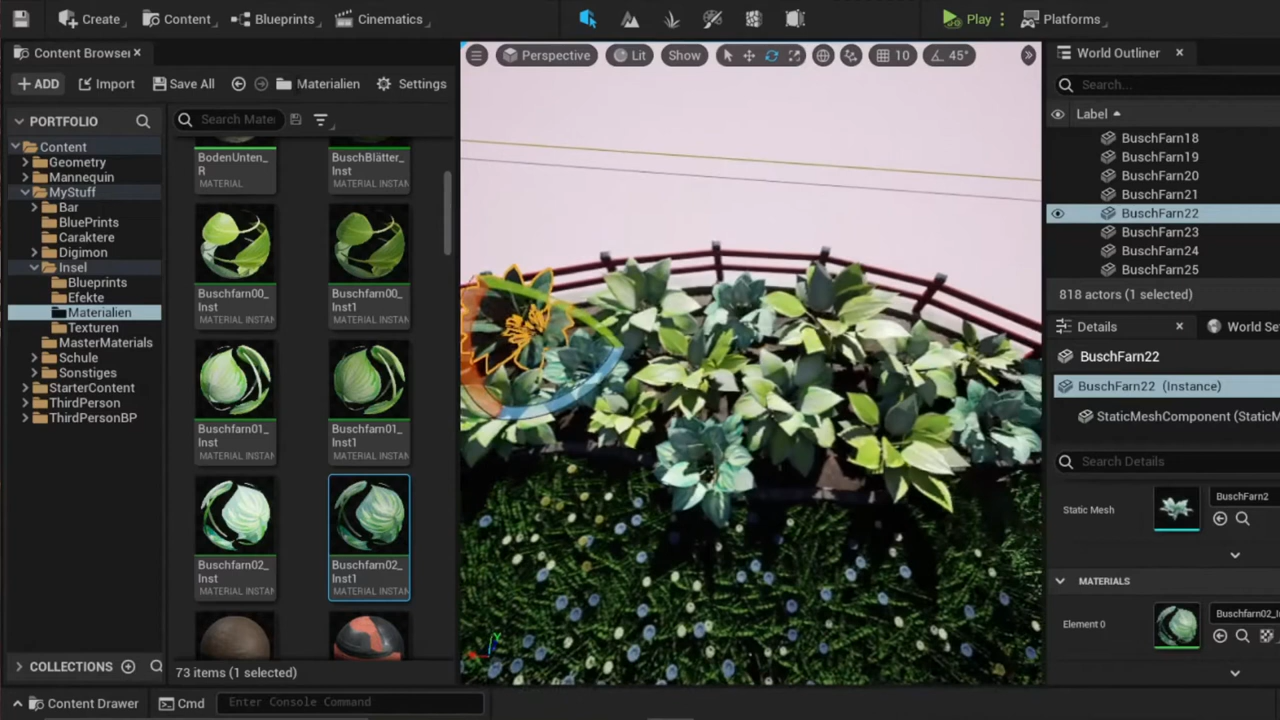 Create
Content
Blueprints
Cinematics
Play
Platforms
Content Browser
ADD
Import
Save All
Materialien
Settings
PORTFOLIO
Search Mater
Content
Geometry
Mannequin
MyStuff
Bar
BluePrints
Caraktere
Digimon
Insel
Blueprints
Efekte
Materialien
Texturen
MasterMaterials
Schule
Sonstiges
StarterContent
ThirdPerson
ThirdPersonBP
COLLECTIONS
BodenUnten_
R
MATERIAL
BuschBlätter_
Inst
MATERIAL INSTAN
Buschfarn00_
Inst
MATERIAL INSTAN
Buschfarn00_
Inst1
MATERIAL INSTAN
Buschfarn01_
Inst
MATERIAL INSTAN
Buschfarn01_
Inst1
MATERIAL INSTAN
Buschfarn02_
Inst
MATERIAL INSTAN
Buschfarn02_
Inst1
MATERIAL INSTAN
73 items (1 selected)
Perspective
Lit
Show
10
45°
World Outliner
Search...
Label
BuschFarn18
BuschFarn19
BuschFarn20
BuschFarn21
BuschFarn22
BuschFarn23
BuschFarn24
BuschFarn25
818 actors (1 selected)
Details
World Se
BuschFarn22
BuschFarn22 (Instance)
StaticMeshComponent (StaticM
Search Details
Static Mesh
BuschFarn2
MATERIALS
Element 0
Buschfarn02_I
Content Drawer
Cmd
Enter Console Command